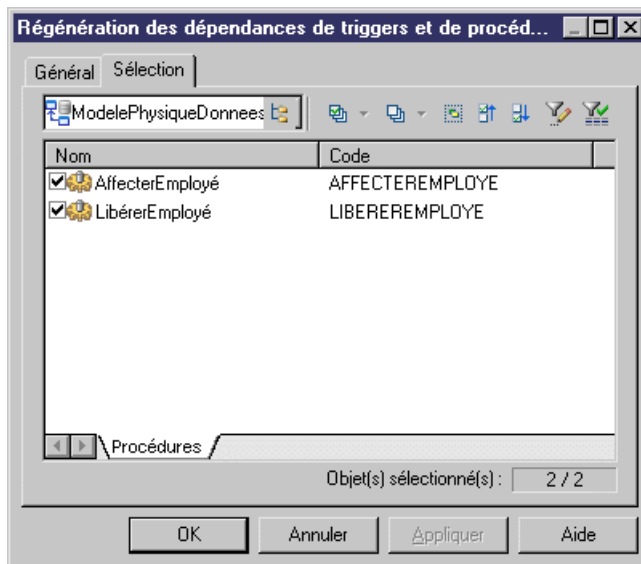 Régénération des dépendances de triggers et de procéd...
Général Sélection
ModelePhysiqueDonnees
Nom Code
AffecterEmployé AFFECTEREMPLOYE
LibérerEmployé LIBEREREMPLOYE
Procédures
Objet(s) sélectionné(s) : 2 / 2
OK Annuler Appliquer Aide